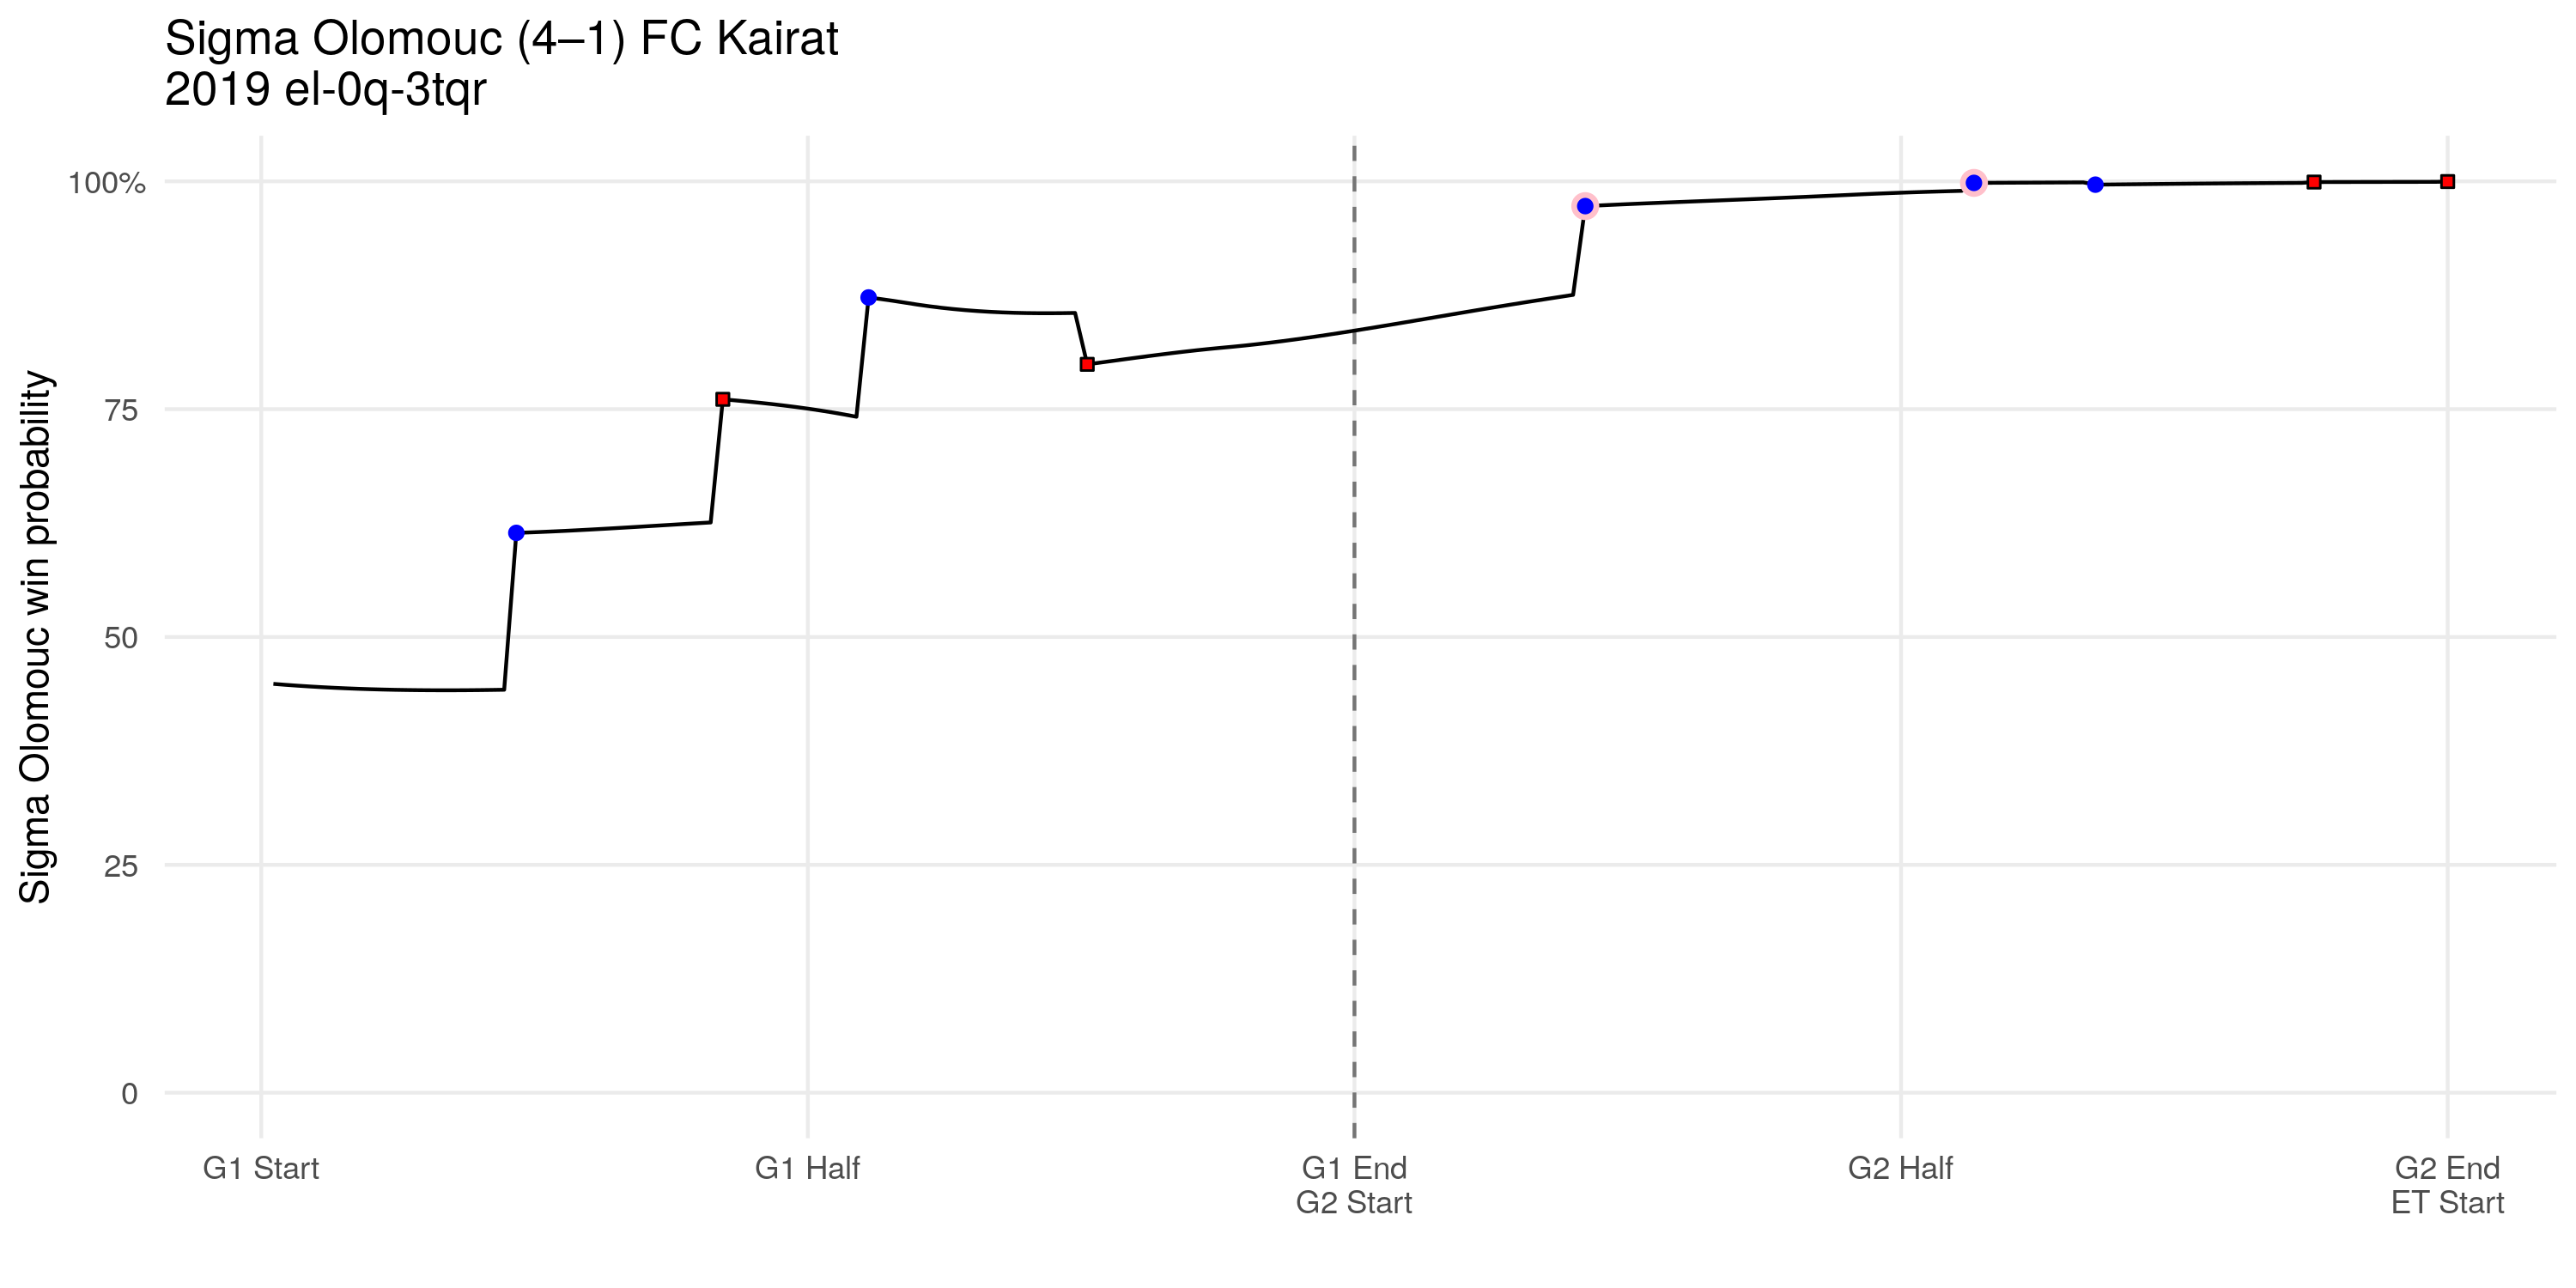 Sigma Olomouc (4–1) FC Kairat
2019 el-0q-3tqr
Sigma Olomouc win probability
100%
75
50
25
0
G1 Start
G1 Half
G1 End
G2 Start
G2 Half
G2 End
ET Start